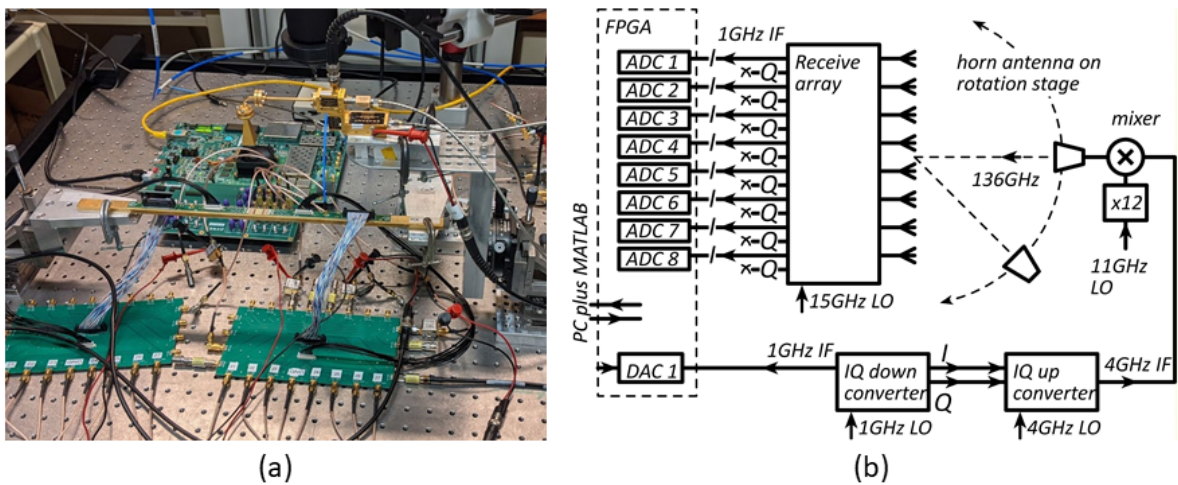 FPGA
1GHz IF
ADC 1
I
Q
Receive
array
ADC 2
I
Q
ADC 3
I
Q
ADC 4
I
Q
ADC 5
I
Q
ADC 6
I
Q
ADC 7
I
Q
ADC 8
I
Q
15GHz LO
horn antenna on
rotation stage
mixer
136GHz
x12
11GHz
LO
PC plus MATLAB
DAC 1
1GHz IF
IQ down
converter
I
Q
IQ up
converter
4GHz IF
1GHz LO
4GHz LO
(a)
(b)